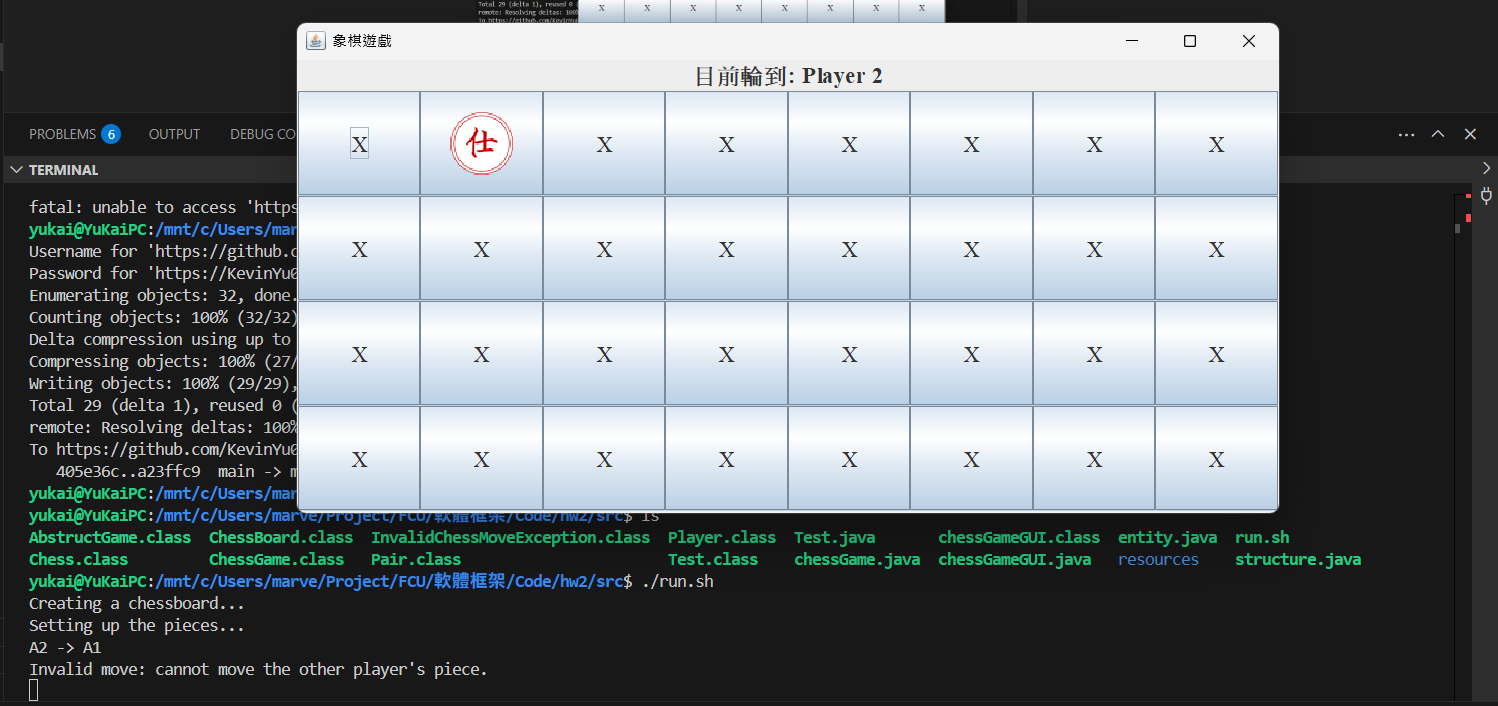 Total 29 (delta 1), reused 0 (
remote: Resolving deltas: 100%
X X X X X X X X
象棋遊戲
目前輪到: Player 2
X 仕 X X X X X X
X X X X X X X X
X X X X X X X X
X X X X X X X X
PROBLEMS 6 OUTPUT DEBUG CO
TERMINAL
fatal: unable to access 'https
yukai@YuKaiPC:/mnt/c/Users/mar
Username for 'https://github.c
Password for 'https://KevinYu0
Enumerating objects: 32, done.
Counting objects: 100% (32/32)
Delta compression using up to
Compressing objects: 100% (27/
Writing objects: 100% (29/29),
Total 29 (delta 1), reused 0 (
remote: Resolving deltas: 100%
To https://github.com/KevinYu0
405e36c..a23ffc9 main -> m
yukai@YuKaiPC:/mnt/c/Users/mar
yukai@YuKaiPC:/mnt/c/Users/marve/Project/FCU/軟體框架/Code/hw2/src$ ls
AbstructGame.class ChessBoard.class InvalidChessMoveException.class Player.class Test.java chessGameGUI.class entity.java run.sh
Chess.class ChessGame.class Pair.class Test.class chessGame.java chessGameGUI.java resources structure.java
yukai@YuKaiPC:/mnt/c/Users/marve/Project/FCU/軟體框架/Code/hw2/src$ ./run.sh
Creating a chessboard...
Setting up the pieces...
A2 -> A1
Invalid move: cannot move the other player's piece.